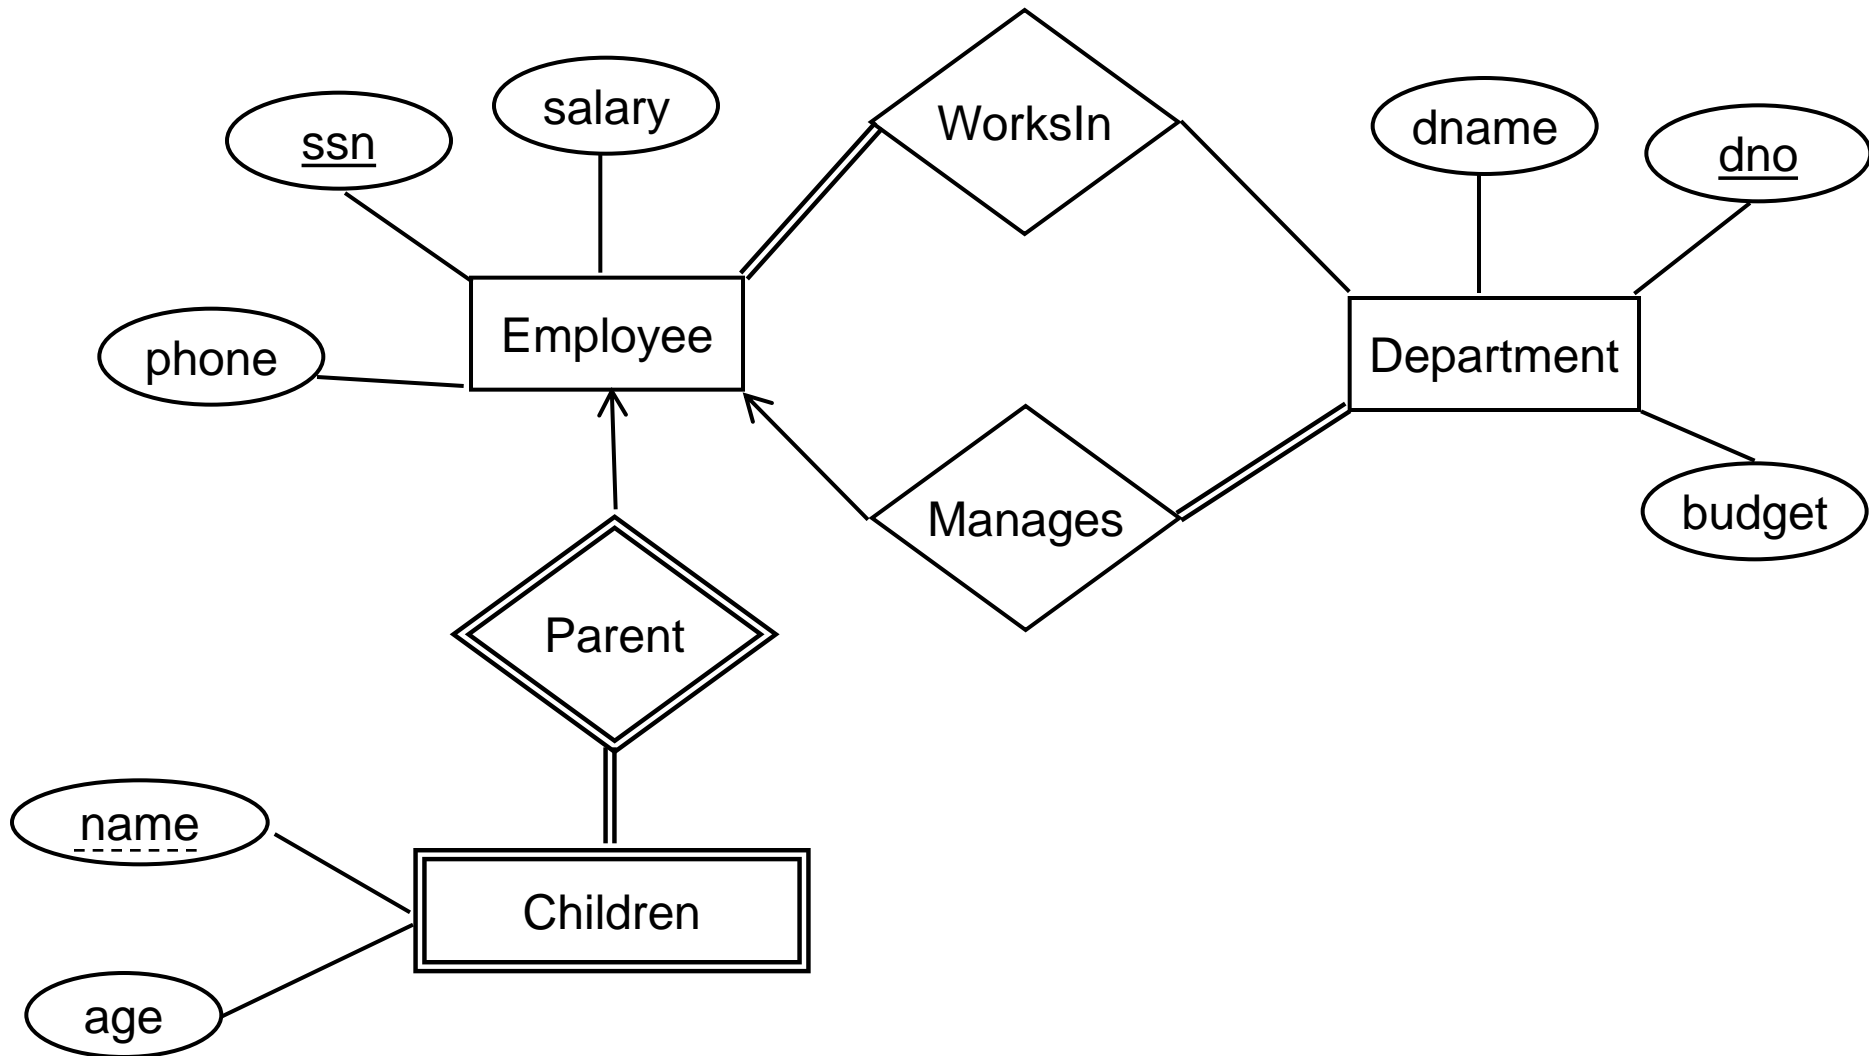 salary
WorksIn
dname
ssn
dno
Employee
phone
Department
Manages
budget
Parent
name
Children
age